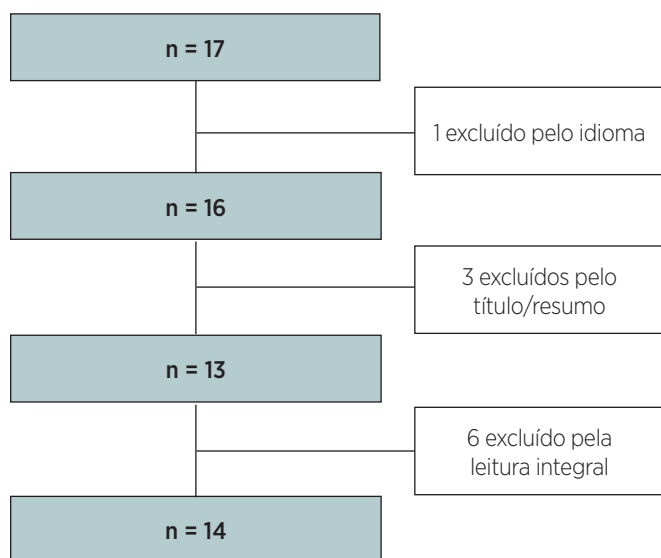 n = 17
1 excluído pelo idioma
n = 16
3 excluídos pelo
título/resumo
n = 13
6 excluído pela
leitura integral
n = 14